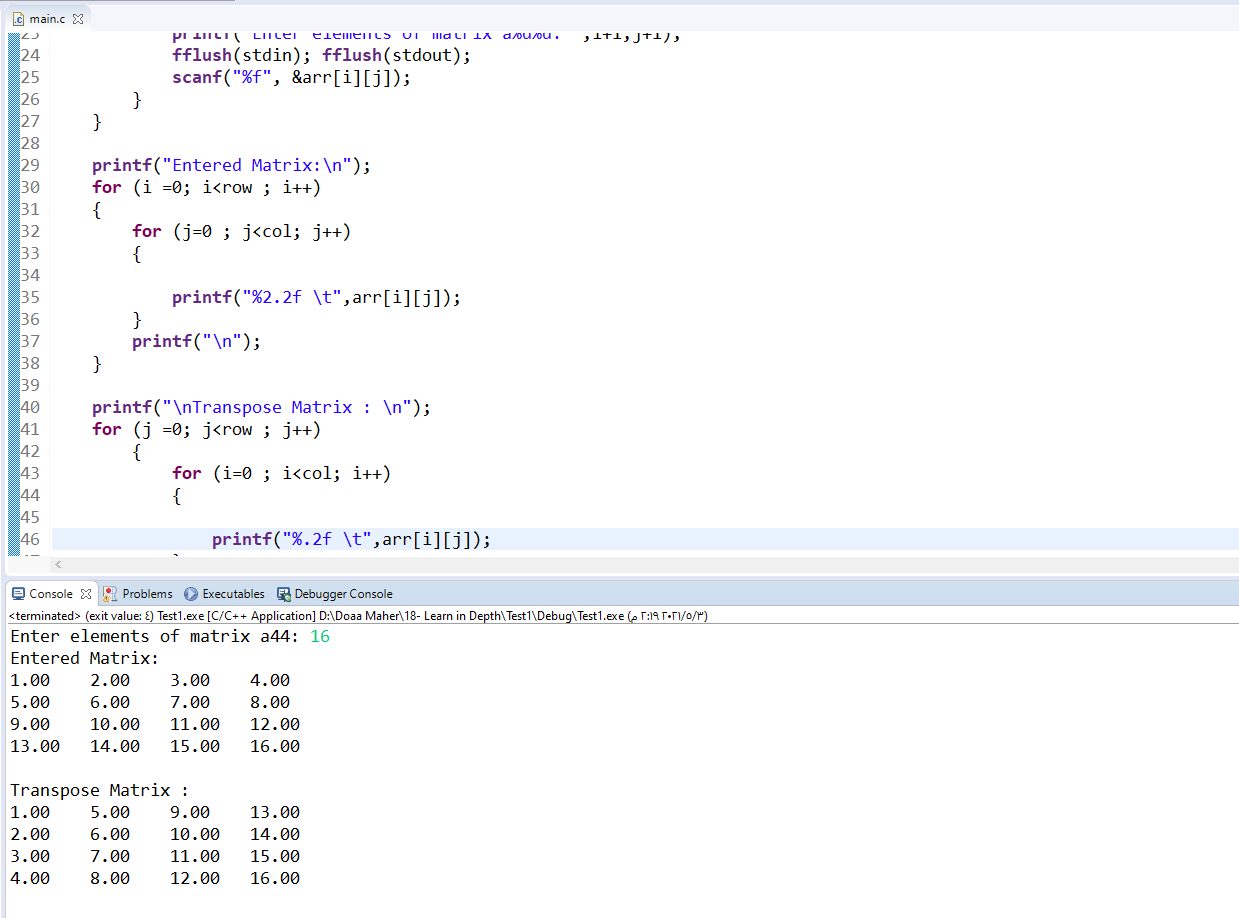 main.c
23 printf("Enter elements of matrix a%d%d: ",i+1,j+1);
24 fflush(stdin); fflush(stdout);
25 scanf("%f", &arr[i][j]);
26 }
27 }
28
29 printf("Entered Matrix:\n");
30 for (i =0; i<row ; i++)
31 {
32 for (j=0 ; j<col; j++)
33 {
34
35 printf("%2.2f \t",arr[i][j]);
36 }
37 printf("\n");
38 }
39
40 printf("\nTranspose Matrix : \n");
41 for (j =0; j<row ; j++)
42 {
43 for (i=0 ; i<col; i++)
44 {
45
46 printf("%.2f \t",arr[i][j]);
Console Problems Executables Debugger Console
<terminated> (exit value: ٤) Test1.exe [C/C++ Application] D:\Doaa Maher\18- Learn in Depth\Test1\Debug\Test1.exe (٣‏/٥‏/٢٠٢١ ٢:١٩ م)
Enter elements of matrix a44: 16
Entered Matrix:
1.00 2.00 3.00 4.00
5.00 6.00 7.00 8.00
9.00 10.00 11.00 12.00
13.00 14.00 15.00 16.00
Transpose Matrix :
1.00 5.00 9.00 13.00
2.00 6.00 10.00 14.00
3.00 7.00 11.00 15.00
4.00 8.00 12.00 16.00